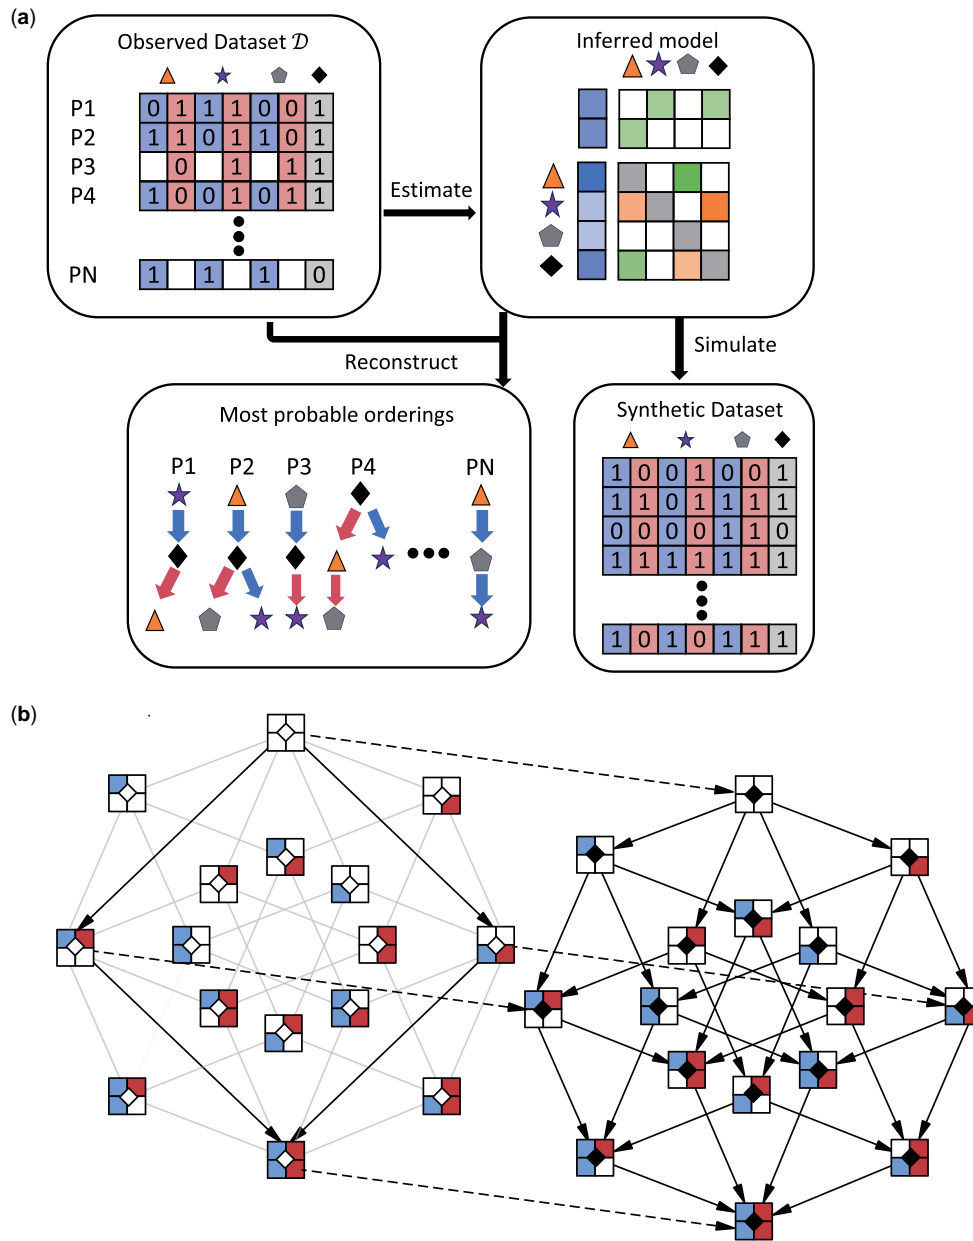 (a)
Observed Dataset 𝒟
P1 0 1 1 1 0 0 1
P2 1 1 0 1 1 0 1
P3 0 1 1 1
P4 1 0 0 1 0 1 1
PN 1 1 1 0
Estimate
Inferred model
Reconstruct
Simulate
Most probable orderings
P1 P2 P3 P4 PN
Synthetic Dataset
1 0 0 1 0 0 1
1 1 0 1 1 1 1
0 0 0 0 1 1 0
1 1 1 1 1 1 1
1 0 1 0 1 1 1
(b)